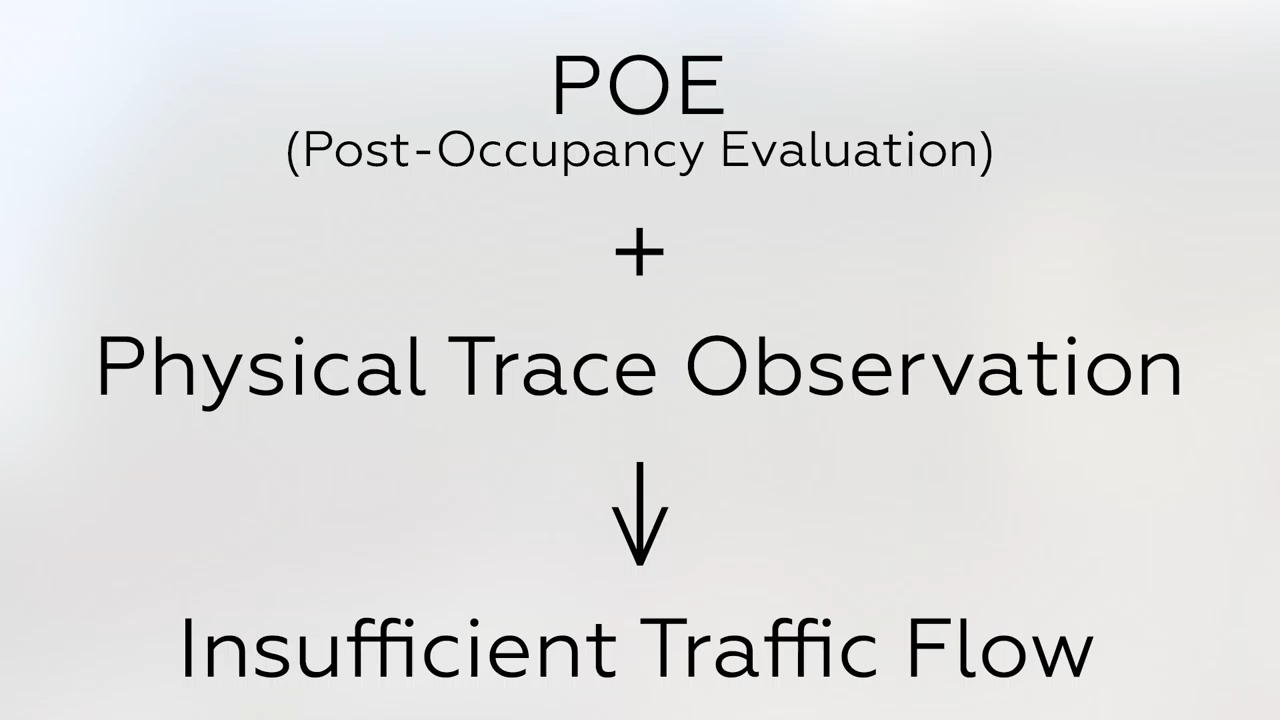 POE
(Post-Occupancy Evaluation)
+
Physical Trace Observation
↓
Insufficient Traffic Flow